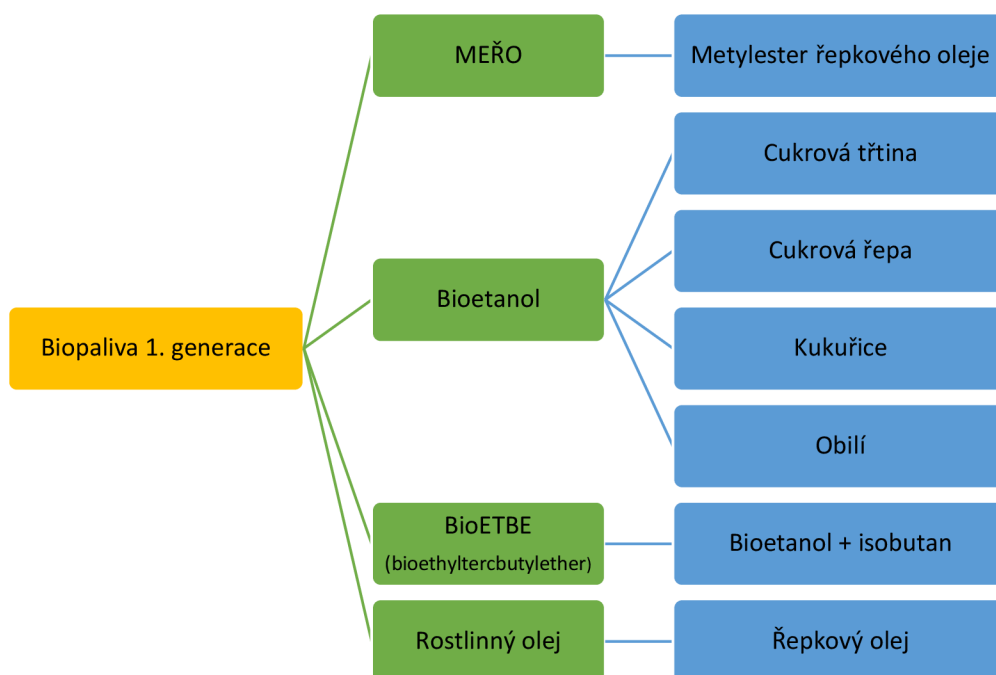 Biopaliva 1. generace
MEŘO
Metylester řepkového oleje
Bioetanol
Cukrová třtina
Cukrová řepa
Kukuřice
Obilí
BioETBE
(bioethyltercbutylether)
Bioetanol + isobutan
Rostlinný olej
Řepkový olej